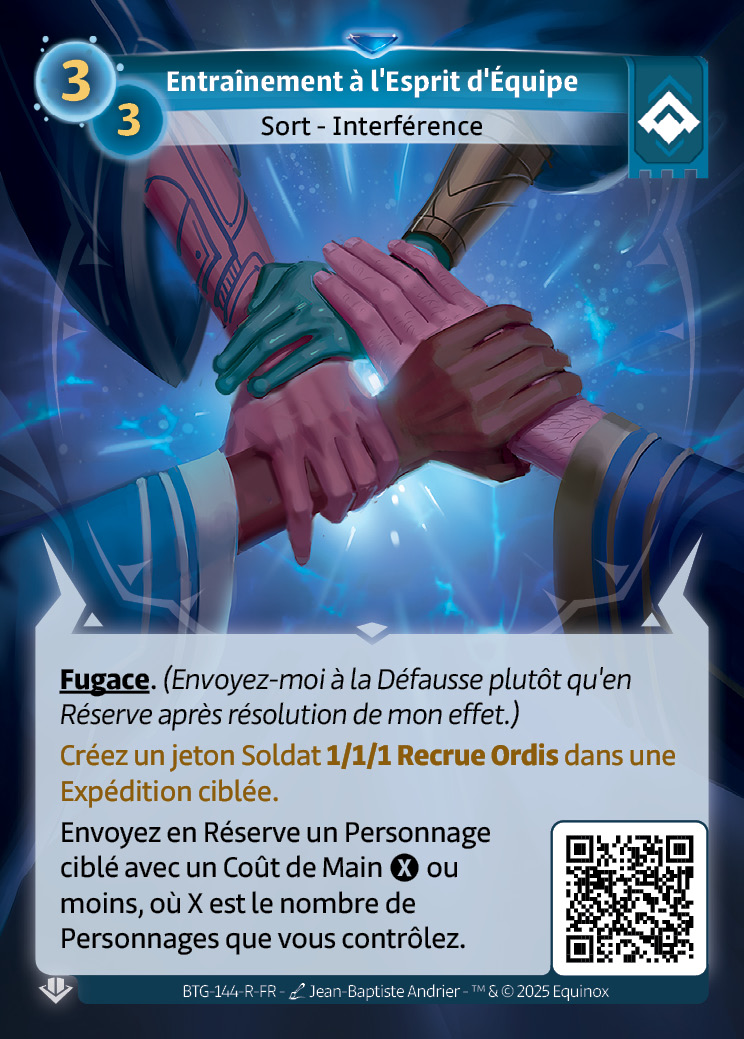 3
3
Entraînement à l'Esprit d'Équipe
Sort - Interférence
Fugace. (Envoyez-moi à la Défausse plutôt qu'en
Réserve après résolution de mon effet.)
Créez un jeton Soldat 1/1/1 Recrue Ordis dans une
Expédition ciblée.
Envoyez en Réserve un Personnage
ciblé avec un Coût de Main X ou
moins, où X est le nombre de
Personnages que vous contrôlez.
BTG-144-R-FR - Jean-Baptiste Andrier - ™ & © 2025 Equinox